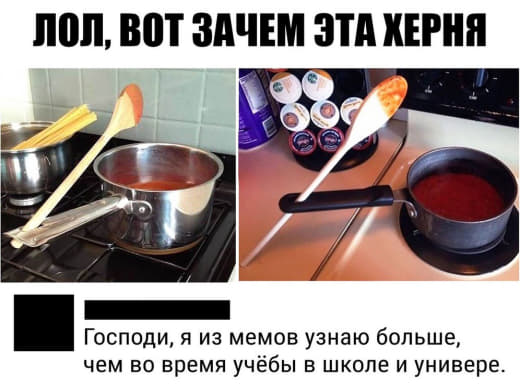 ЛОЛ, ВОТ ЗАЧЕМ ЭТА ХЕРНЯ
Господи, я из мемов узнаю больше,
чем во время учёбы в школе и универе.